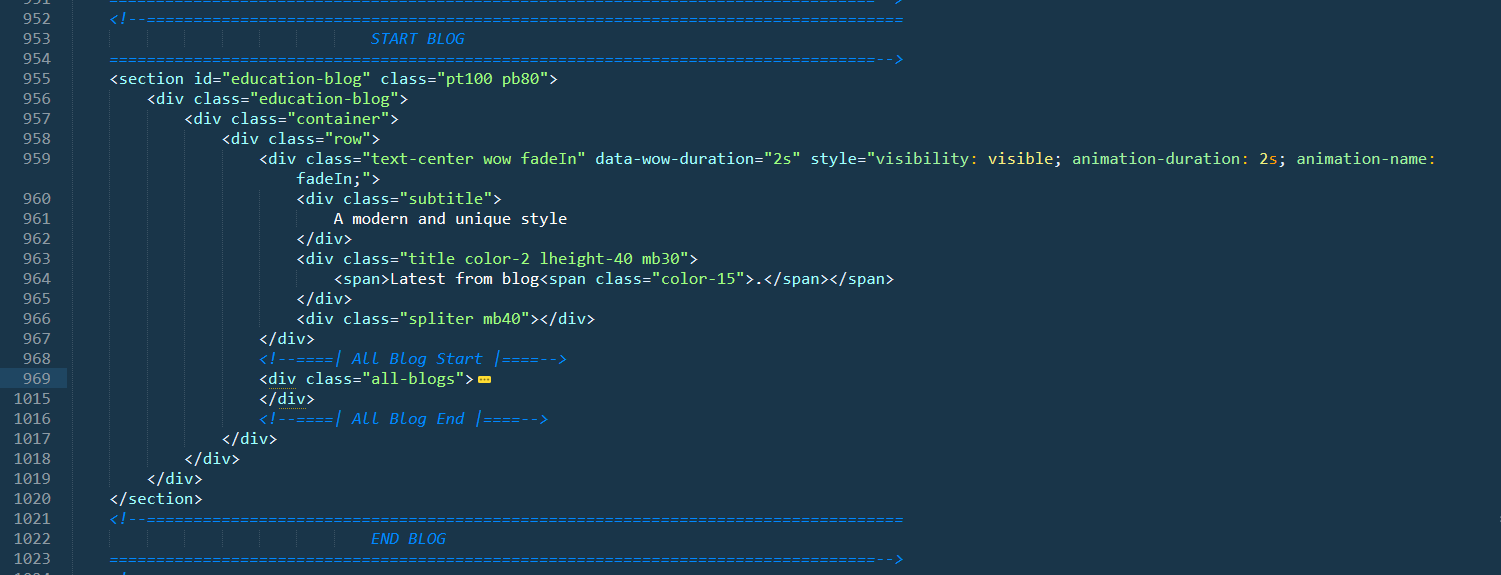 951 ==================================================================================-->
952 <!--=================================================================================
953 START BLOG
954 ==================================================================================-->
955 <section id="education-blog" class="pt100 pb80">
956 <div class="education-blog">
957 <div class="container">
958 <div class="row">
959 <div class="text-center wow fadeIn" data-wow-duration="2s" style="visibility: visible; animation-duration: 2s; animation-name:
fadeIn;">
960 <div class="subtitle">
961 A modern and unique style
962 </div>
963 <div class="title color-2 lheight-40 mb30">
964 <span>Latest from blog<span class="color-15">.</span></span>
965 </div>
966 <div class="spliter mb40"></div>
967 </div>
968 <!--====| All Blog Start |====-->
969 <div class="all-blogs">
1015 </div>
1016 <!--====| All Blog End |====-->
1017 </div>
1018 </div>
1019 </div>
1020 </section>
1021 <!--=================================================================================
1022 END BLOG
1023 ==================================================================================-->